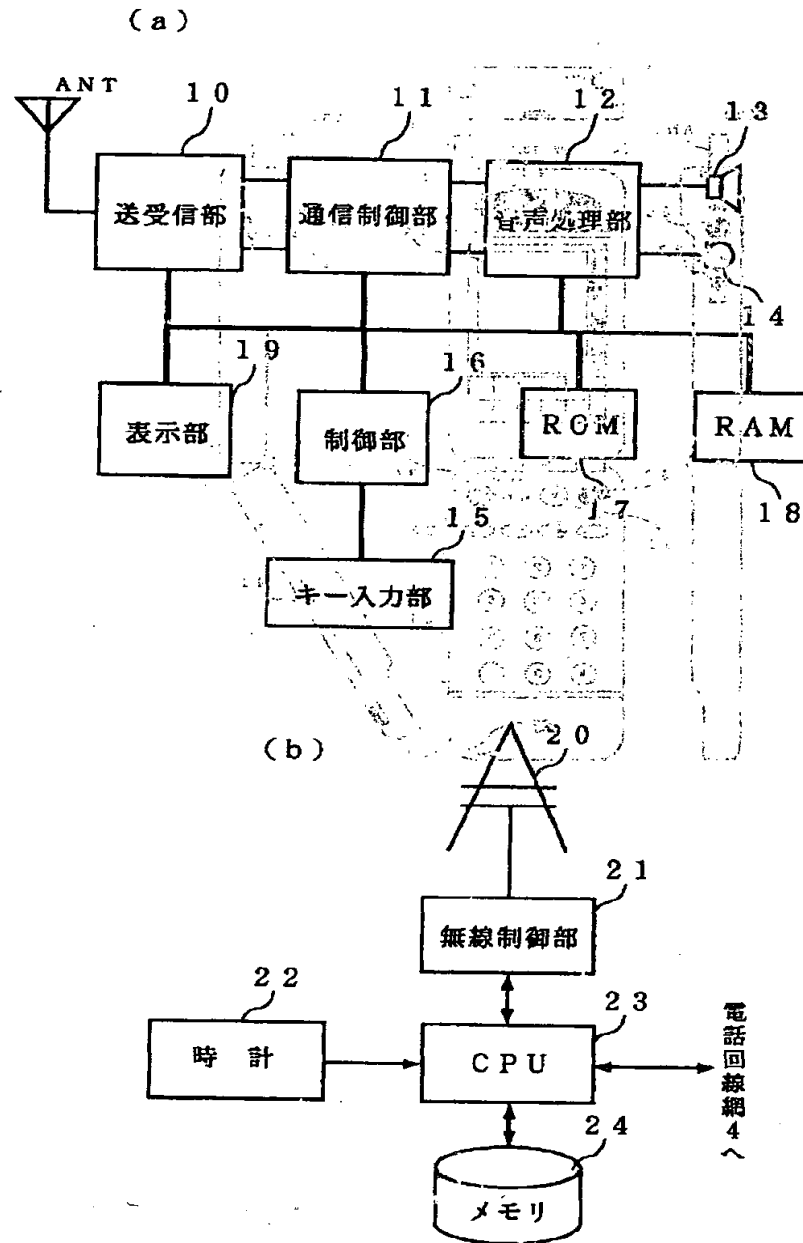 (a)
ANT
10
11
12
13
送受信部
通信制御部
音声処理部
14
19
16
表示部
制御部
ROM
RAM
17
18
15
キー入力部
(b)
20
21
無線制御部
22
23
時計
CPU
電話回線網4へ
24
メモリ